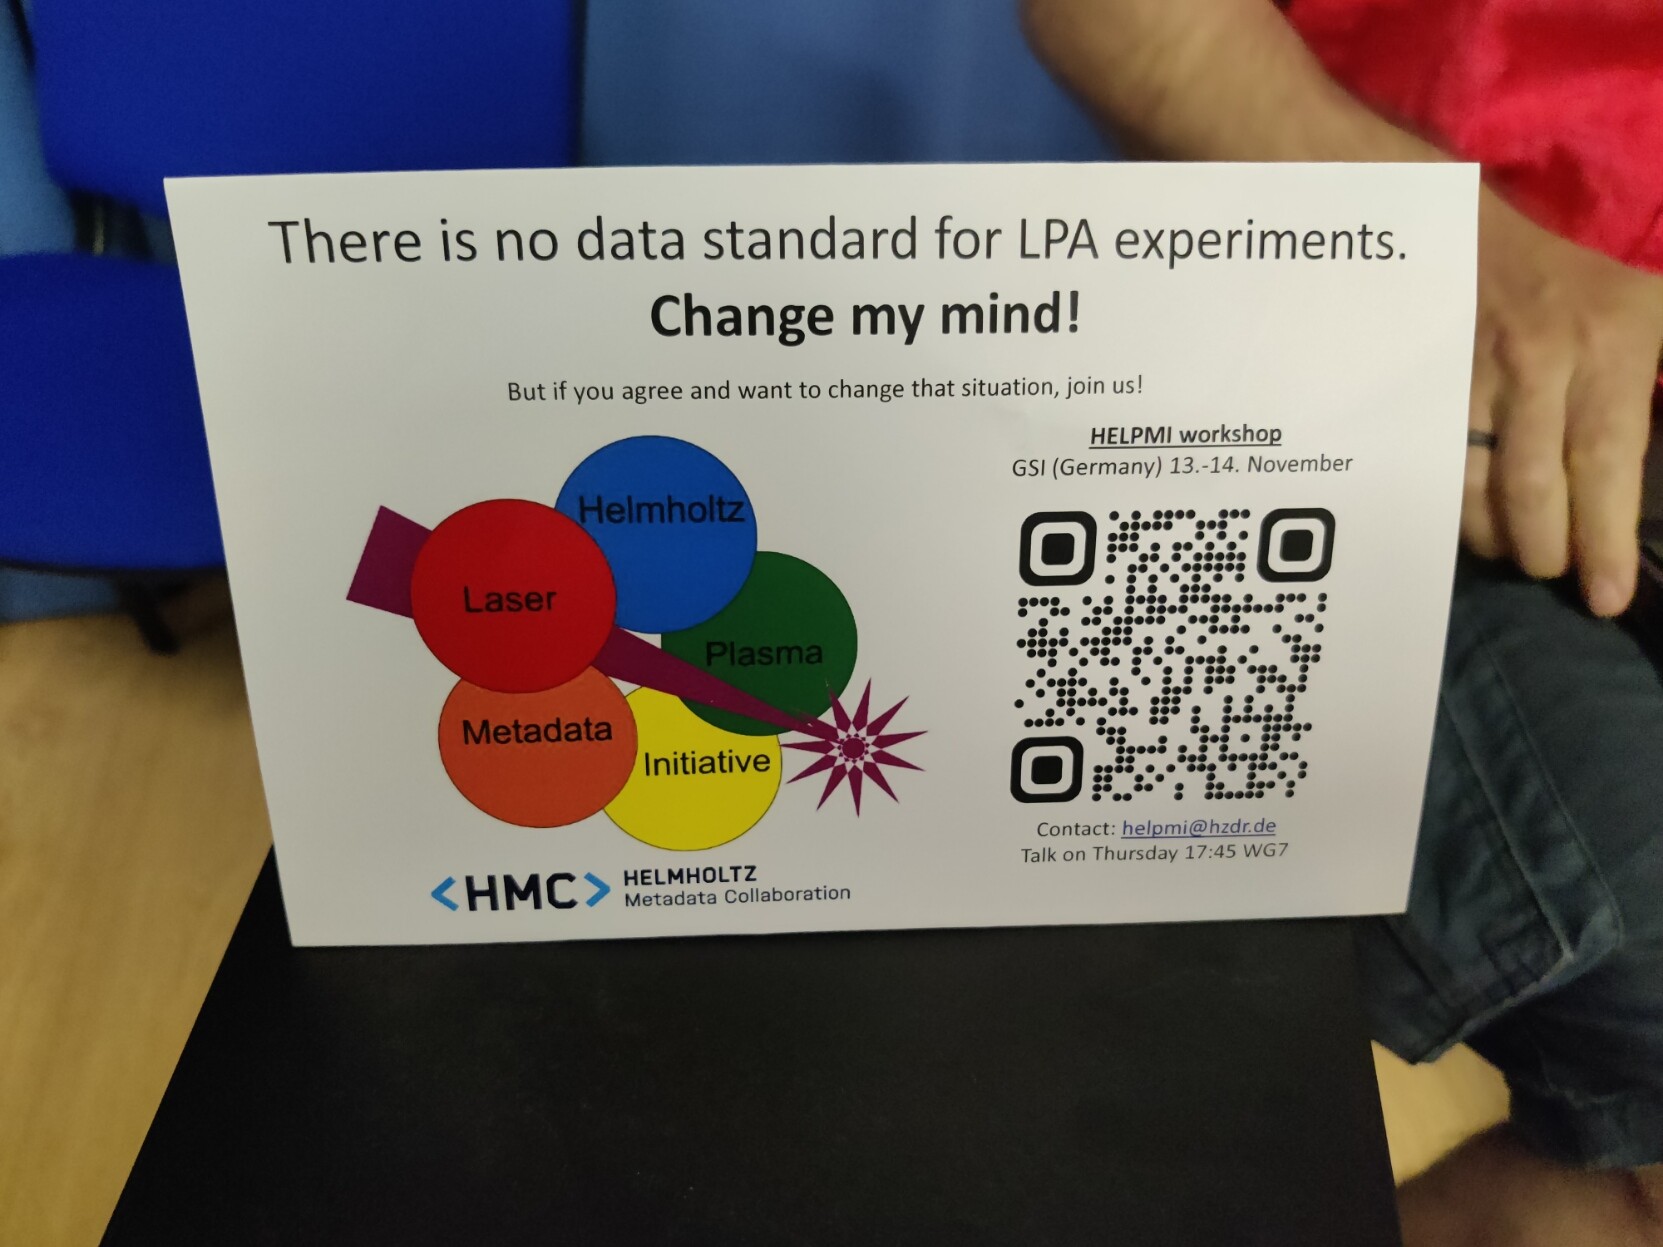 There is no data standard for LPA experiments.
Change my mind!
But if you agree and want to change that situation, join us!
HELPMI workshop
GSI (Germany) 13.-14. November
Helmholtz
Laser
Plasma
Metadata
Initiative
Contact: helpmi@hzdr.de
Talk on Thursday 17:45 WG7
<HMC> HELMHOLTZ
Metadata Collaboration